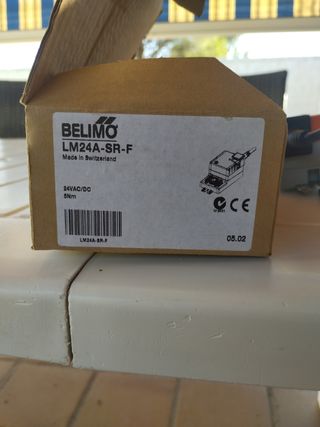 BELIMO
LM24A-SR-F
Made in Switzerland
24VAC/DC
5Nm
LM24A-SR-F
05.02